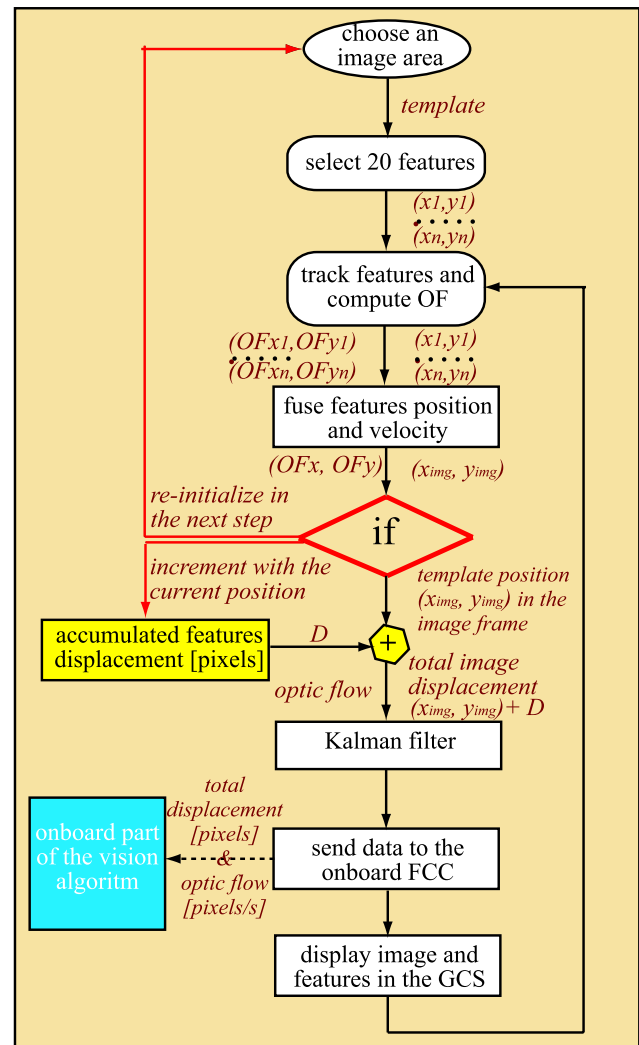 choose an
image area
template
select 20 features
(x1,y1)
(xn,yn)
track features and
compute OF
(OFx1,OFy1)
(OFxn,OFyn)
(x1,y1)
(xn,yn)
fuse features position
and velocity
(OFx, OFy)
(ximg, yimg)
re-initialize in
the next step
if
increment with the
current position
template position
(ximg, yimg) in the
image frame
accumulated features
displacement [pixels]
D
+
optic flow
total image
displacement
(ximg, yimg)+ D
Kalman filter
total
displacement
[pixels]
&
optic flow
[pixels/s]
onboard part
of the vision
algoritm
send data to the
onboard FCC
display image and
features in the GCS